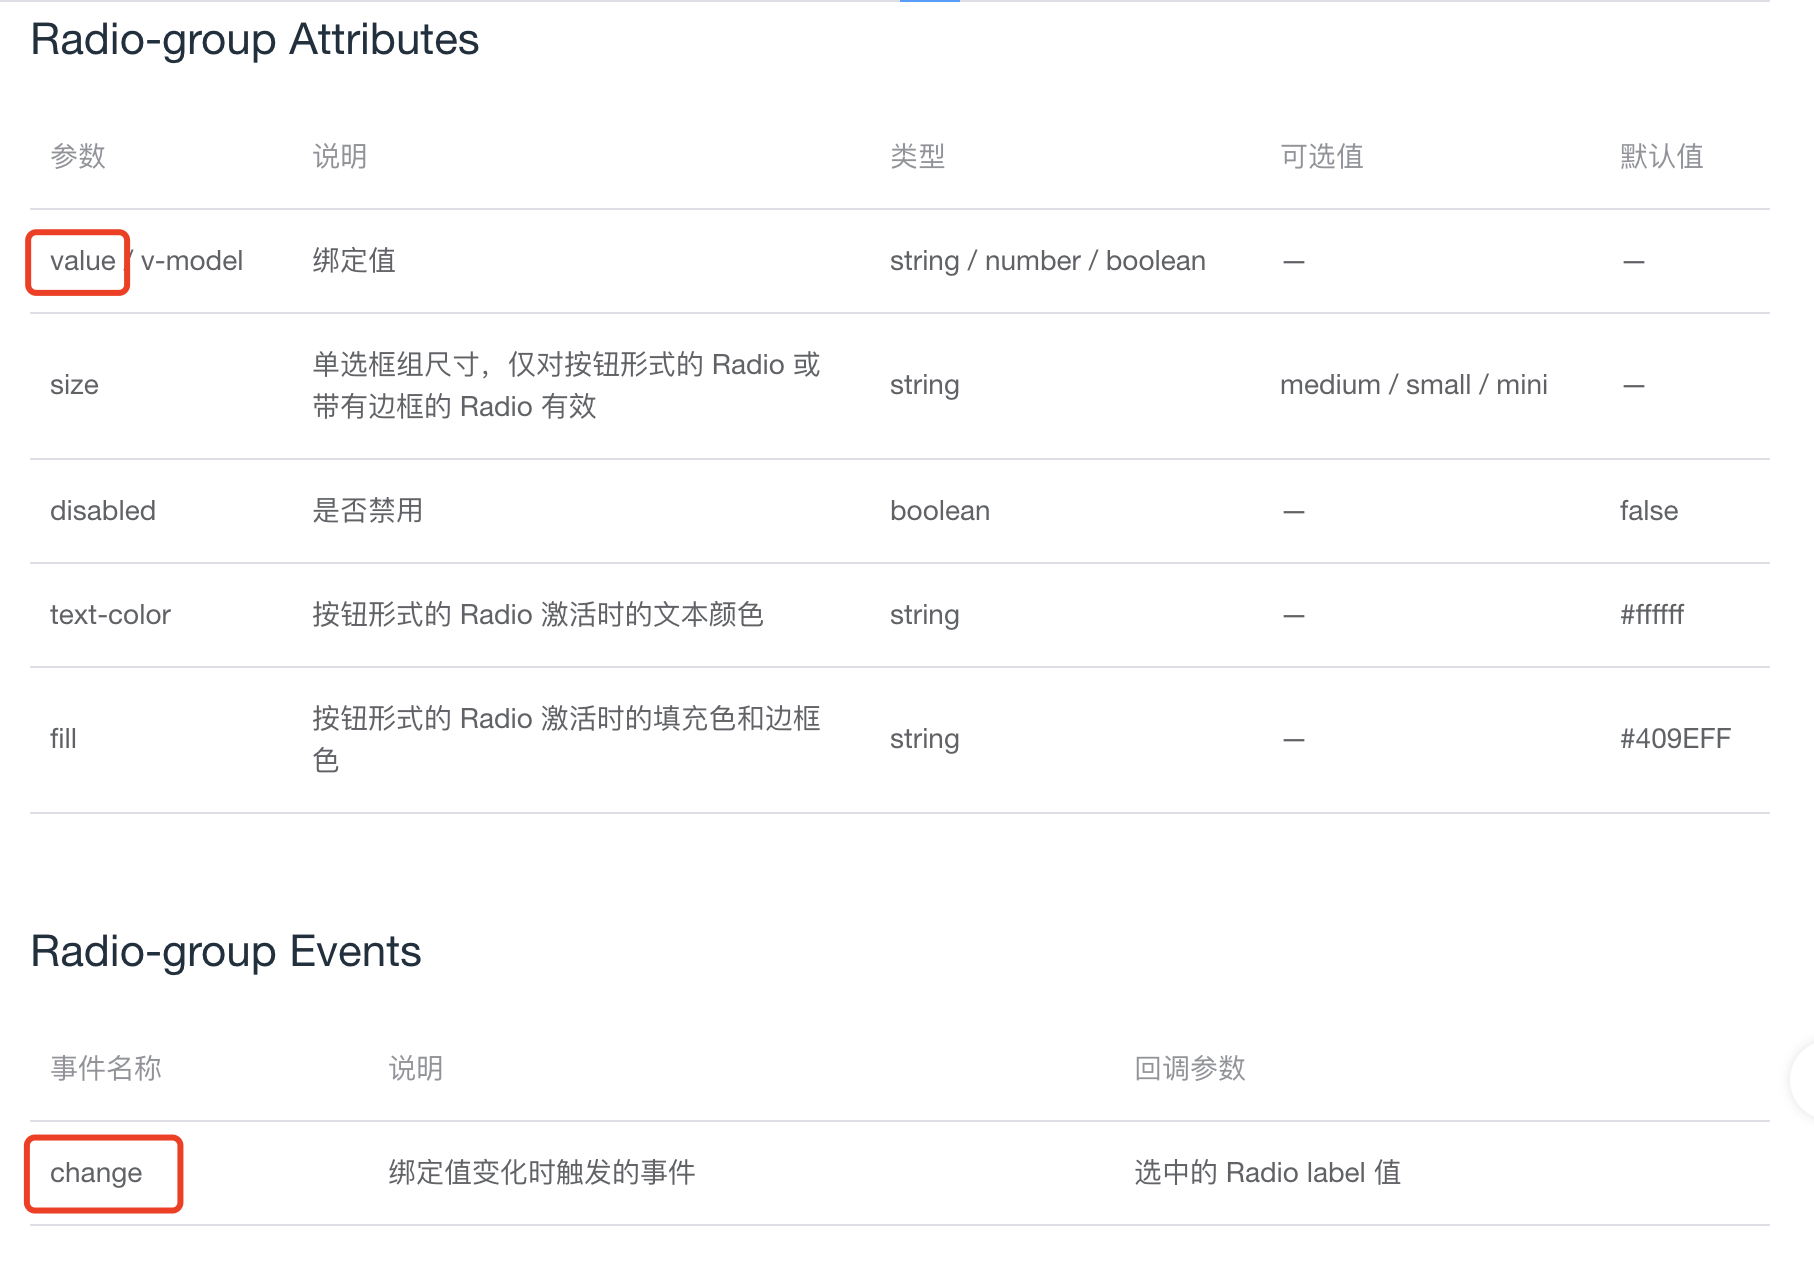 Radio-group Attributes
参数 说明 类型 可选值 默认值
value / v-model 绑定值 string / number / boolean — —
单选框组尺寸，仅对按钮形式的 Radio 或
size string medium / small / mini —
带有边框的 Radio 有效
disabled 是否禁用 boolean — false
text-color 按钮形式的 Radio 激活时的文本颜色 string — #ffffff
按钮形式的 Radio 激活时的填充色和边框
fill string — #409EFF
色
Radio-group Events
事件名称 说明 回调参数
change 绑定值变化时触发的事件 选中的 Radio label 值